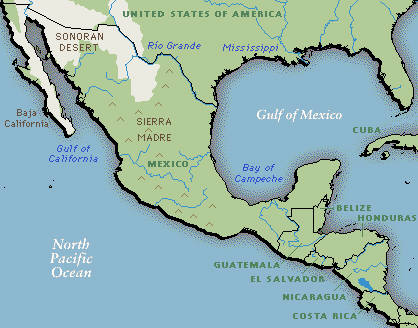 UNITED STATES OF AMERICA
SONORAN
DESERT
Río Grande
Mississippi
Baja
California
Gulf of
California
SIERRA
MADRE
MEXICO
Gulf of Mexico
CUBA
Bay of
Campeche
BELIZE
HONDURAS
North
Pacific
Ocean
GUATEMALA
EL SALVADOR
NICARAGUA
COSTA RICA